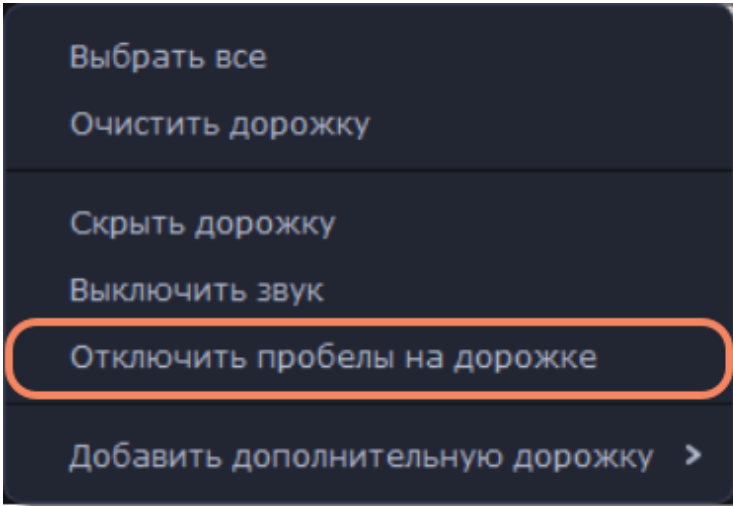 Выбрать все
Очистить дорожку
Скрыть дорожку
Выключить звук
Отключить пробелы на дорожке
Добавить дополнительную дорожку